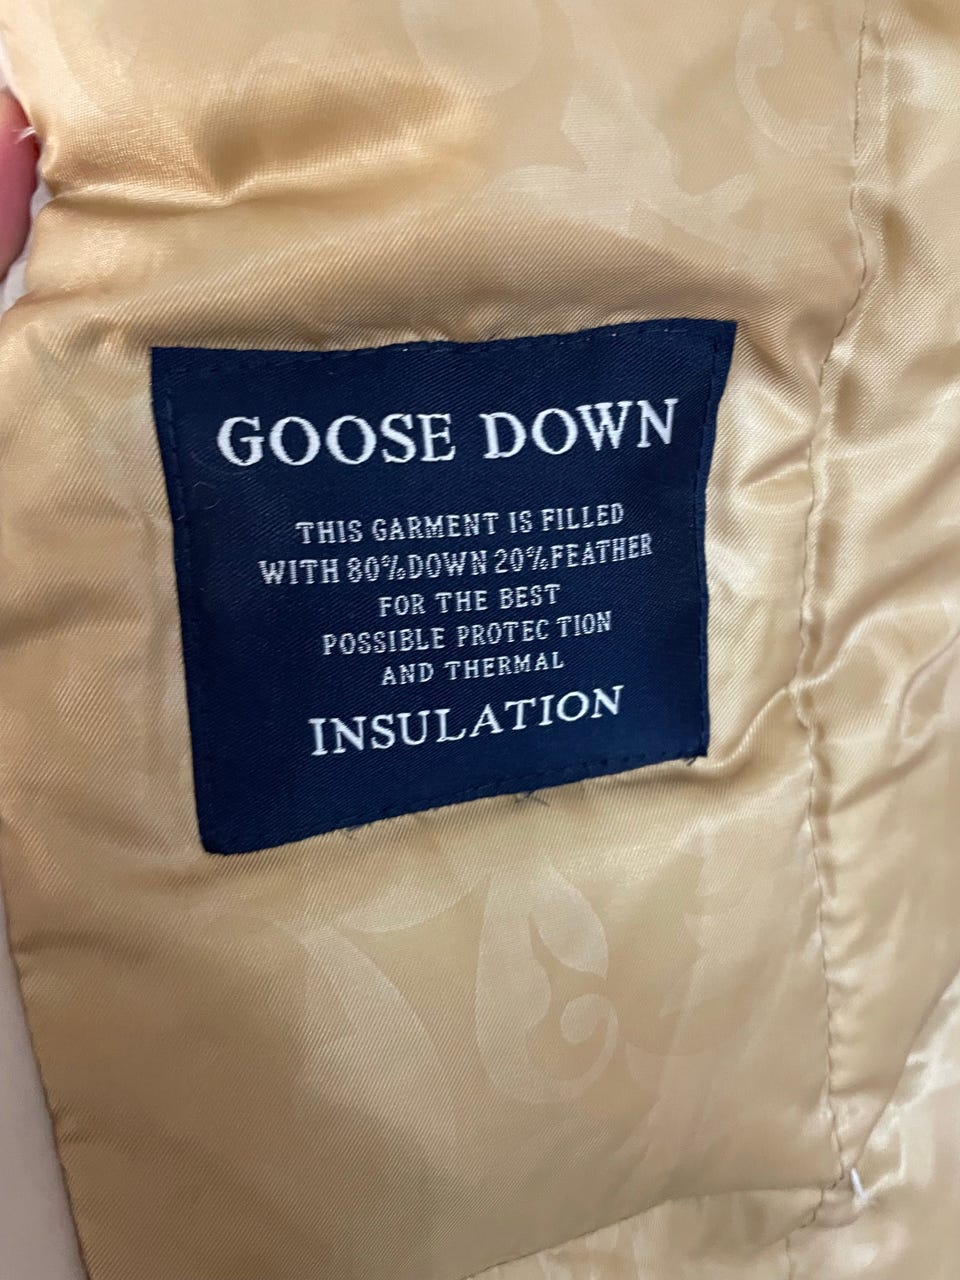 GOOSE DOWN
THIS GARMENT IS FILLED
WITH 80%DOWN 20%FEATHER
FOR THE BEST
POSSIBLE PROTEC TION
AND THERMAL
INSULATION